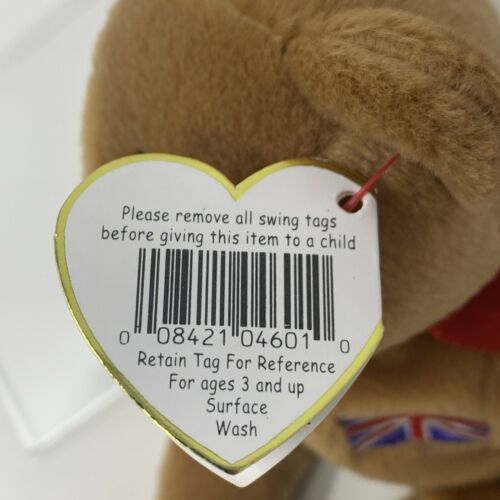 Please remove all swing tags
before giving this item to a child
0 08421 04601 0
Retain Tag For Reference
For ages 3 and up
Surface
Wash